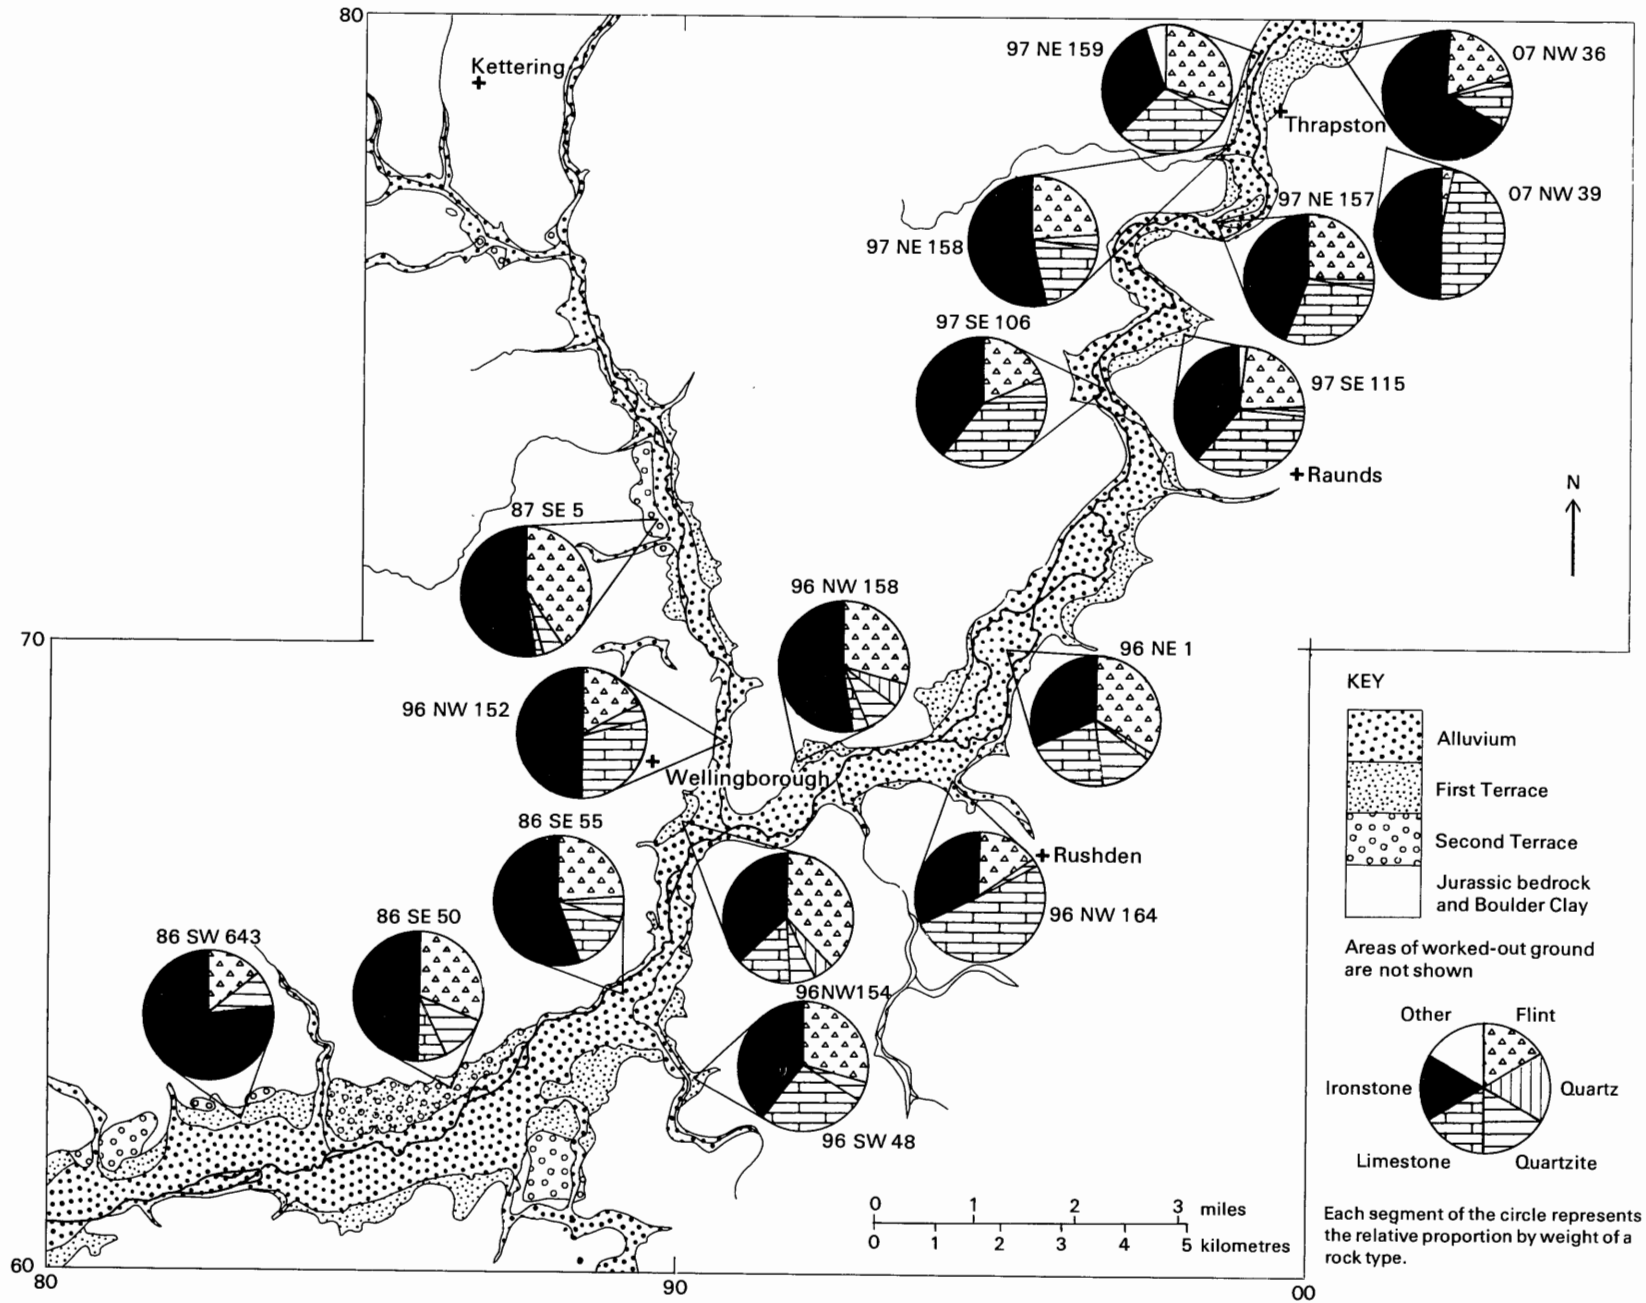 80
Kettering
97 NE 159
07 NW 36
Thrapston
97 NE 157
07 NW 39
97 NE 158
97 SE 106
97 SE 115
Raunds
N
87 SE 5
96 NW 158
70
96 NE 1
96 NW 152
Wellingborough
86 SE 55
Rushden
96 NW 164
86 SE 50
86 SW 643
96NW154
96 SW 48
KEY
Alluvium
First Terrace
Second Terrace
Jurassic bedrock
and Boulder Clay
Areas of worked-out ground
are not shown
Other Flint
Ironstone Quartz
Limestone Quartzite
Each segment of the circle represents
the relative proportion by weight of a
rock type.
0 1 2 3 miles
0 1 2 3 4 5 kilometres
60
80 90 00